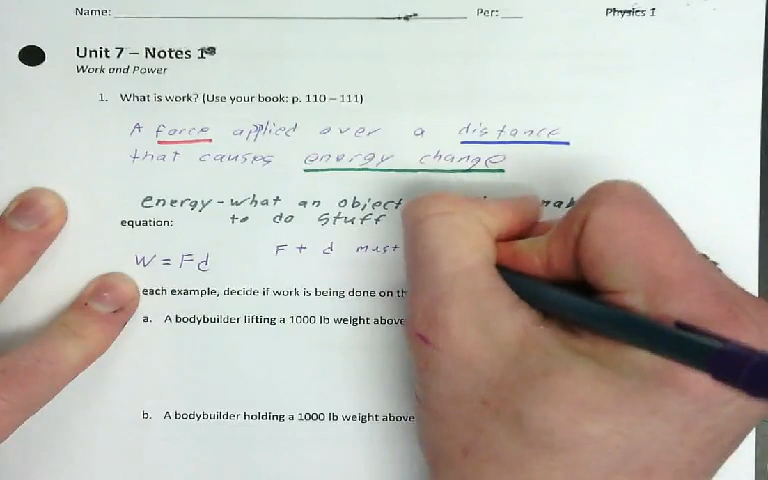 Name: Per: Physics 1
Unit 7 – Notes 1
Work and Power
1. What is work? (Use your book: p. 110 – 111)
A force applied over a distance
that causes energy change
energy - what an object
equation: to do stuff
W = Fd F + d must
each example, decide if work is being done on th
a. A bodybuilder lifting a 1000 lb weight above
b. A bodybuilder holding a 1000 lb weight above